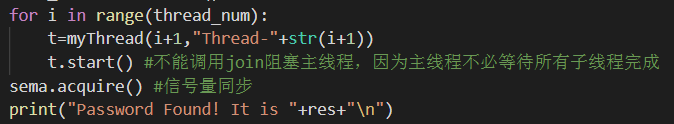 for i in range(thread_num):
    t=myThread(i+1,"Thread-"+str(i+1))
    t.start() #不能调用join阻塞主线程，因为主线程不必等待所有子线程完成
sema.acquire() #信号量同步
print("Password Found! It is "+res+"\n")